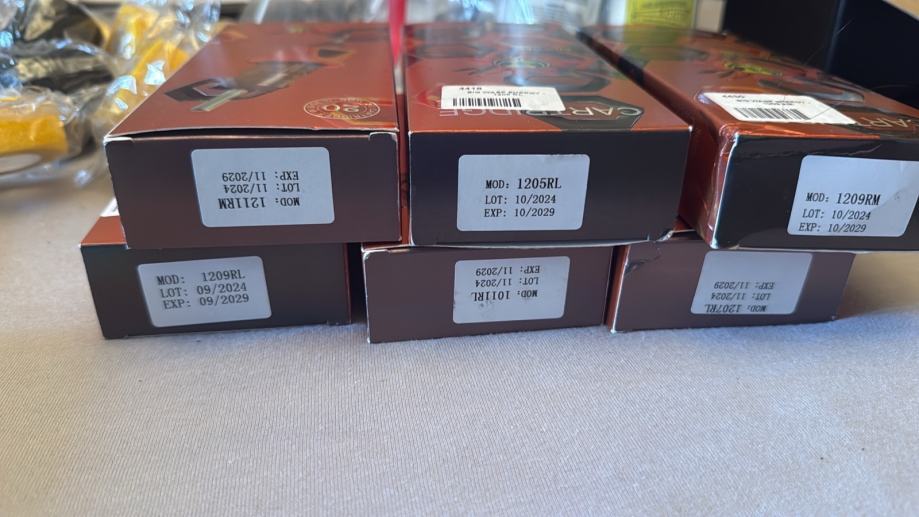 20
MOD: 1211RM
LOT: 11/2024
EXP: 11/2029
4418
CARTRIDGE
MOD: 1205RL
LOT: 10/2024
EXP: 10/2029
MOD: 1209RM
LOT: 10/2024
EXP: 10/2029
MOD: 1209RL
LOT: 09/2024
EXP: 09/2029
MOD: 1011RL
LOT: 11/2024
EXP: 11/2029
MOD: 1207RL
LOT: 11/2024
EXP: 11/2029